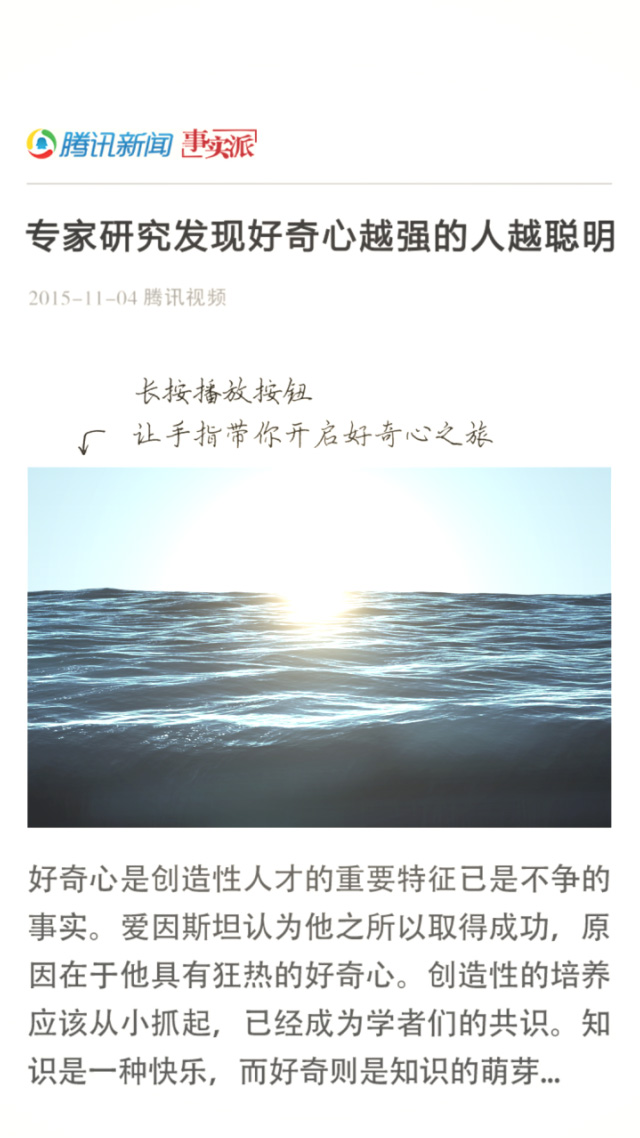 腾讯新闻 事实派
专家研究发现好奇心越强的人越聪明
2015-11-04 腾讯视频
长按播放按钮
让手指带你开启好奇心之旅
好奇心是创造性人才的重要特征已是不争的
事实。爱因斯坦认为他之所以取得成功，原
因在于他具有狂热的好奇心。创造性的培养
应该从小抓起，已经成为学者们的共识。知
识是一种快乐，而好奇则是知识的萌芽...